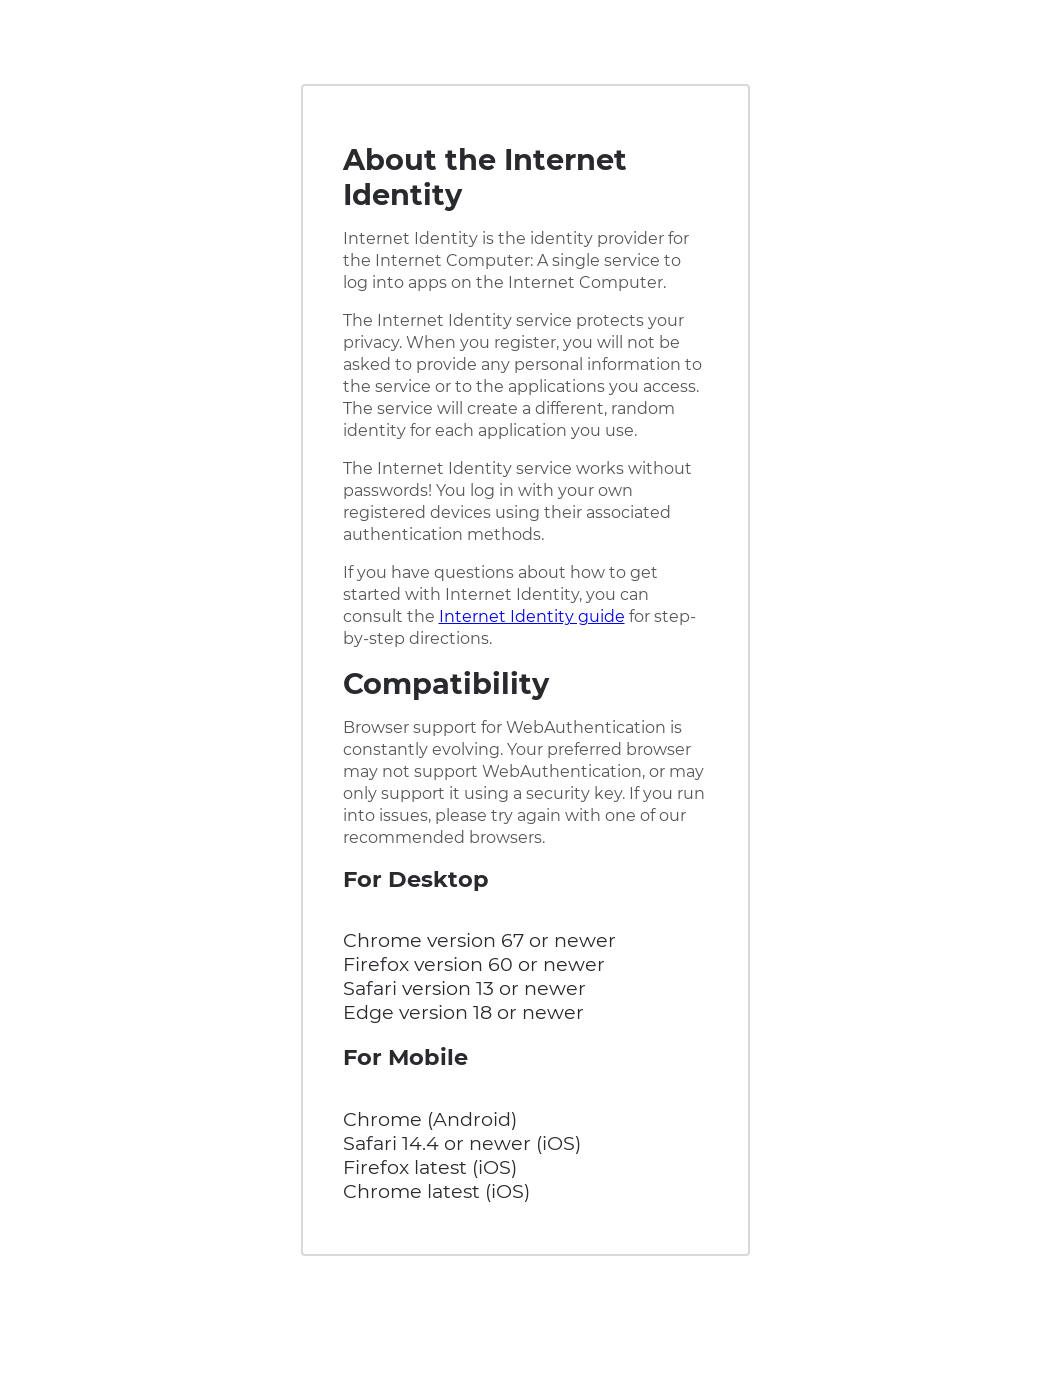 About the Internet
Identity
Internet Identity is the identity provider for
the Internet Computer: A single service to
log into apps on the Internet Computer.
The Internet Identity service protects your
privacy. When you register, you will not be
asked to provide any personal information to
the service or to the applications you access.
The service will create a different, random
identity for each application you use.
The Internet Identity service works without
passwords! You log in with your own
registered devices using their associated
authentication methods.
If you have questions about how to get
started with Internet Identity, you can
consult the Internet Identity guide for step-
by-step directions.
Compatibility
Browser support for WebAuthentication is
constantly evolving. Your preferred browser
may not support WebAuthentication, or may
only support it using a security key. If you run
into issues, please try again with one of our
recommended browsers.
For Desktop
Chrome version 67 or newer
Firefox version 60 or newer
Safari version 13 or newer
Edge version 18 or newer
For Mobile
Chrome (Android)
Safari 14.4 or newer (iOS)
Firefox latest (iOS)
Chrome latest (iOS)